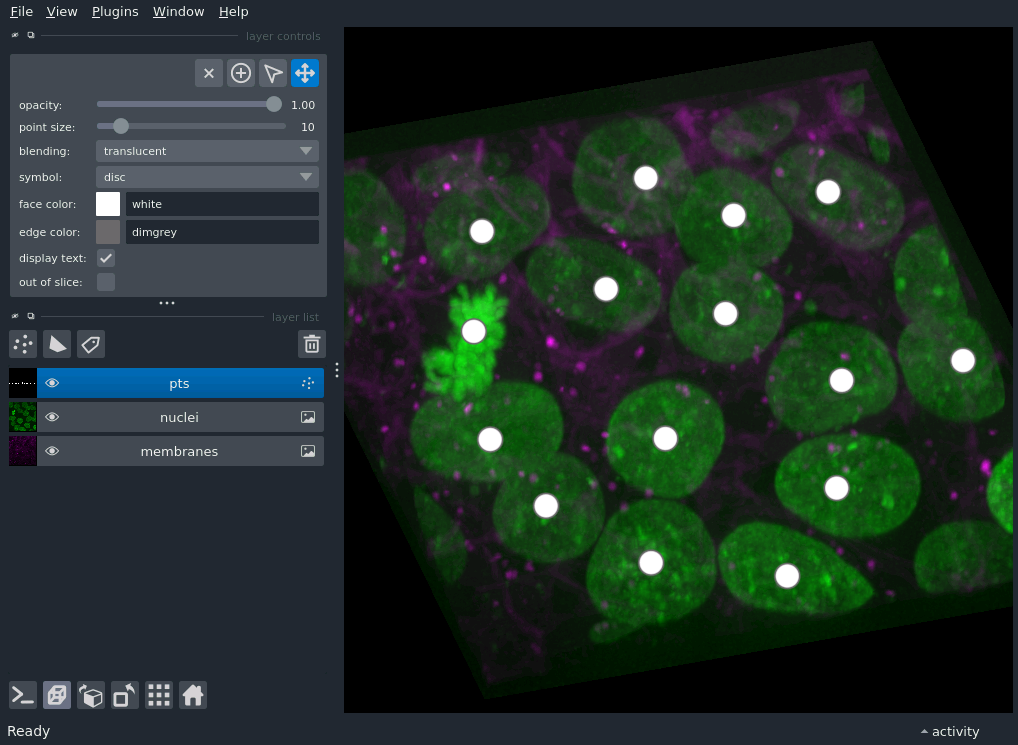 File View Plugins Window Help
layer controls
opacity: 1.00
point size: 10
blending: translucent
symbol: disc
face color: white
edge color: dimgrey
display text:
out of slice:
layer list
pts
nuclei
membranes
Ready
activity